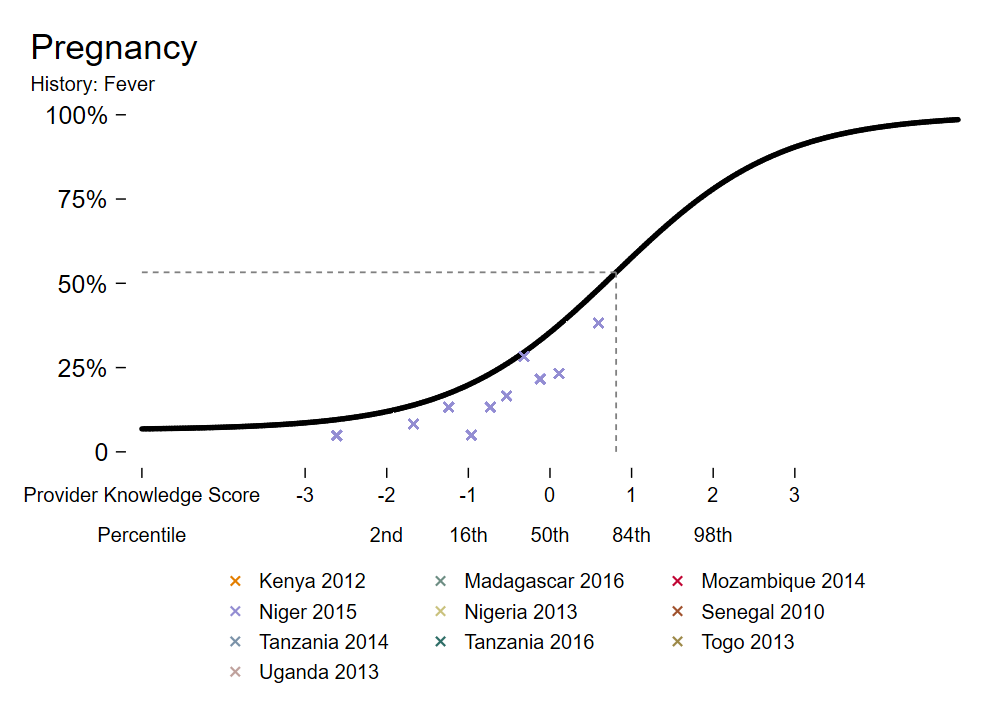 Pregnancy
History: Fever
100%
75%
50%
25%
0
Provider Knowledge Score -3 -2 -1 0 1 2 3
Percentile 2nd 16th 50th 84th 98th
Kenya 2012 Madagascar 2016 Mozambique 2014
Niger 2015 Nigeria 2013 Senegal 2010
Tanzania 2014 Tanzania 2016 Togo 2013
Uganda 2013